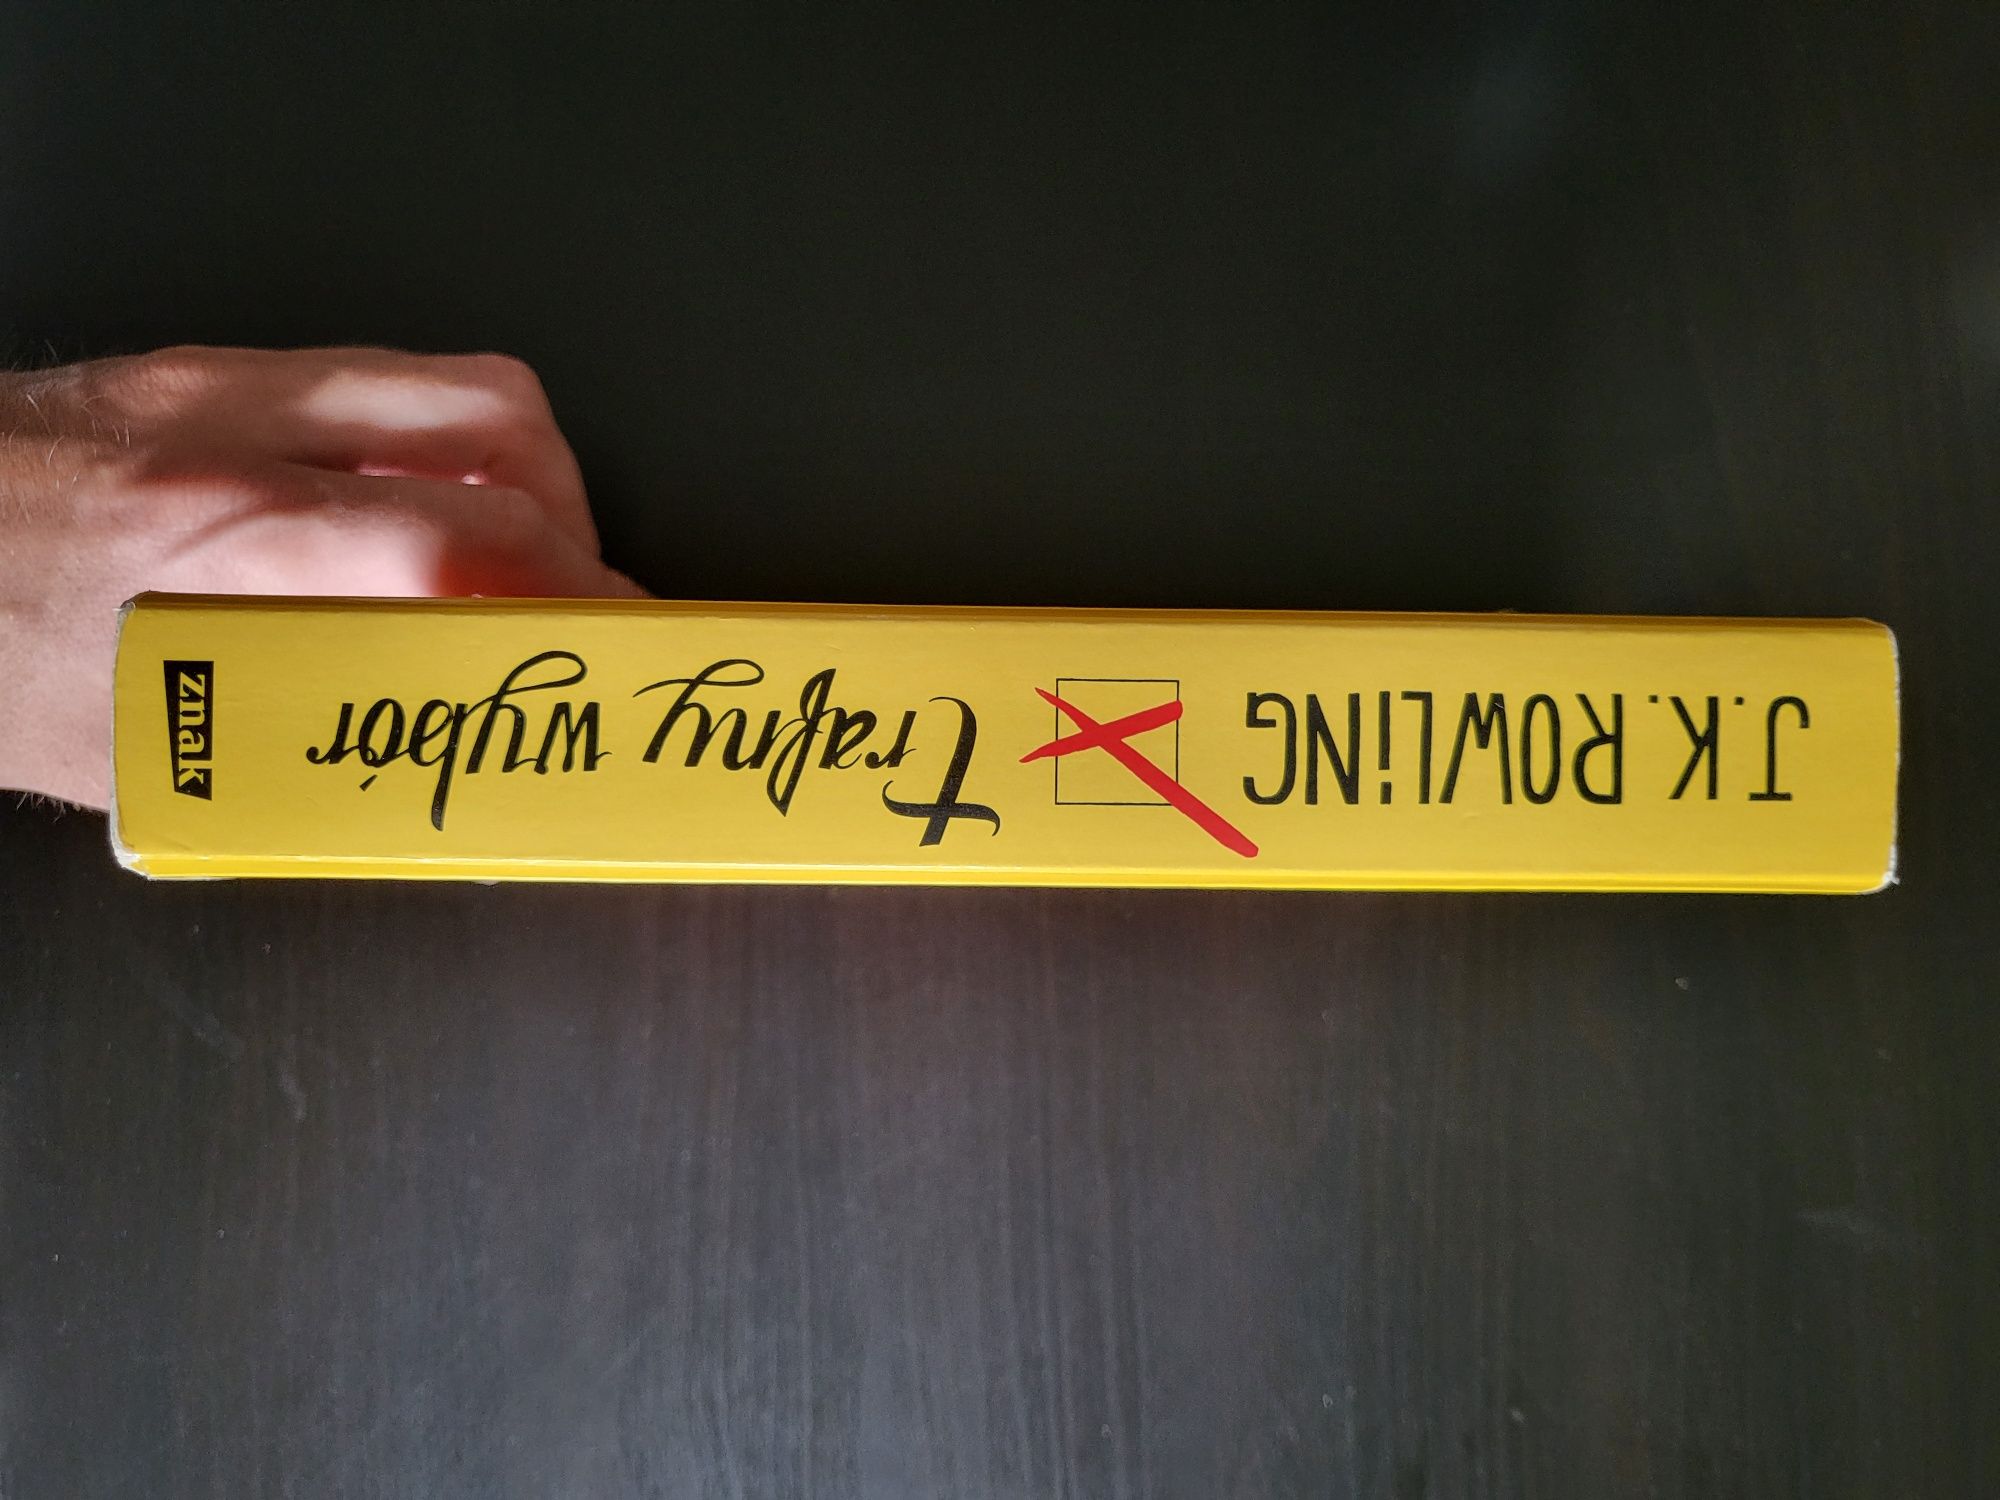 J.K. ROWLiNG
Trafny wybór
znak